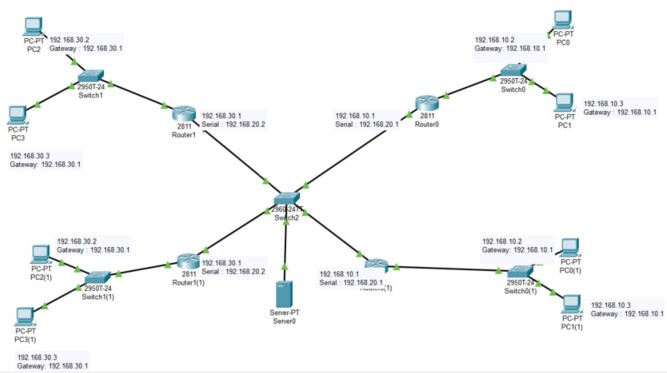 192.168.30.2
Gateway : 192.168.30.1
PC-PT
PC2
2950T-24
Switch1
PC-PT
PC3
192.168.30.3
Gateway: 192.168.30.1
2811
Router1
192.168.30.1
Serial : 192.168.20.2
192.168.10.2
Gateway: 192.168.10.1
PC-PT
PC0
2950T-24
Switch0
192.168.10.3
Gateway : 192.168.10.1
PC-PT
PC1
192.168.10.1
Serial : 192.168.20.1
2811
Router0
Switch2
192.168.30.2
Gateway : 192.168.30.1
PC-PT
PC2(1)
2950T-24
Switch1(1)
PC-PT
PC3(1)
192.168.30.3
Gateway: 192.168.30.1
2811
Router1(1)
192.168.30.1
Serial : 192.168.20.2
Server-PT
Server0
192.168.10.1
Serial : 192.168.20.1
192.168.10.2
Gateway: 192.168.10.1
PC-PT
PC0(1)
2950T-24
Switch0(1)
192.168.10.3
Gateway : 192.168.10.1
PC-PT
PC1(1)